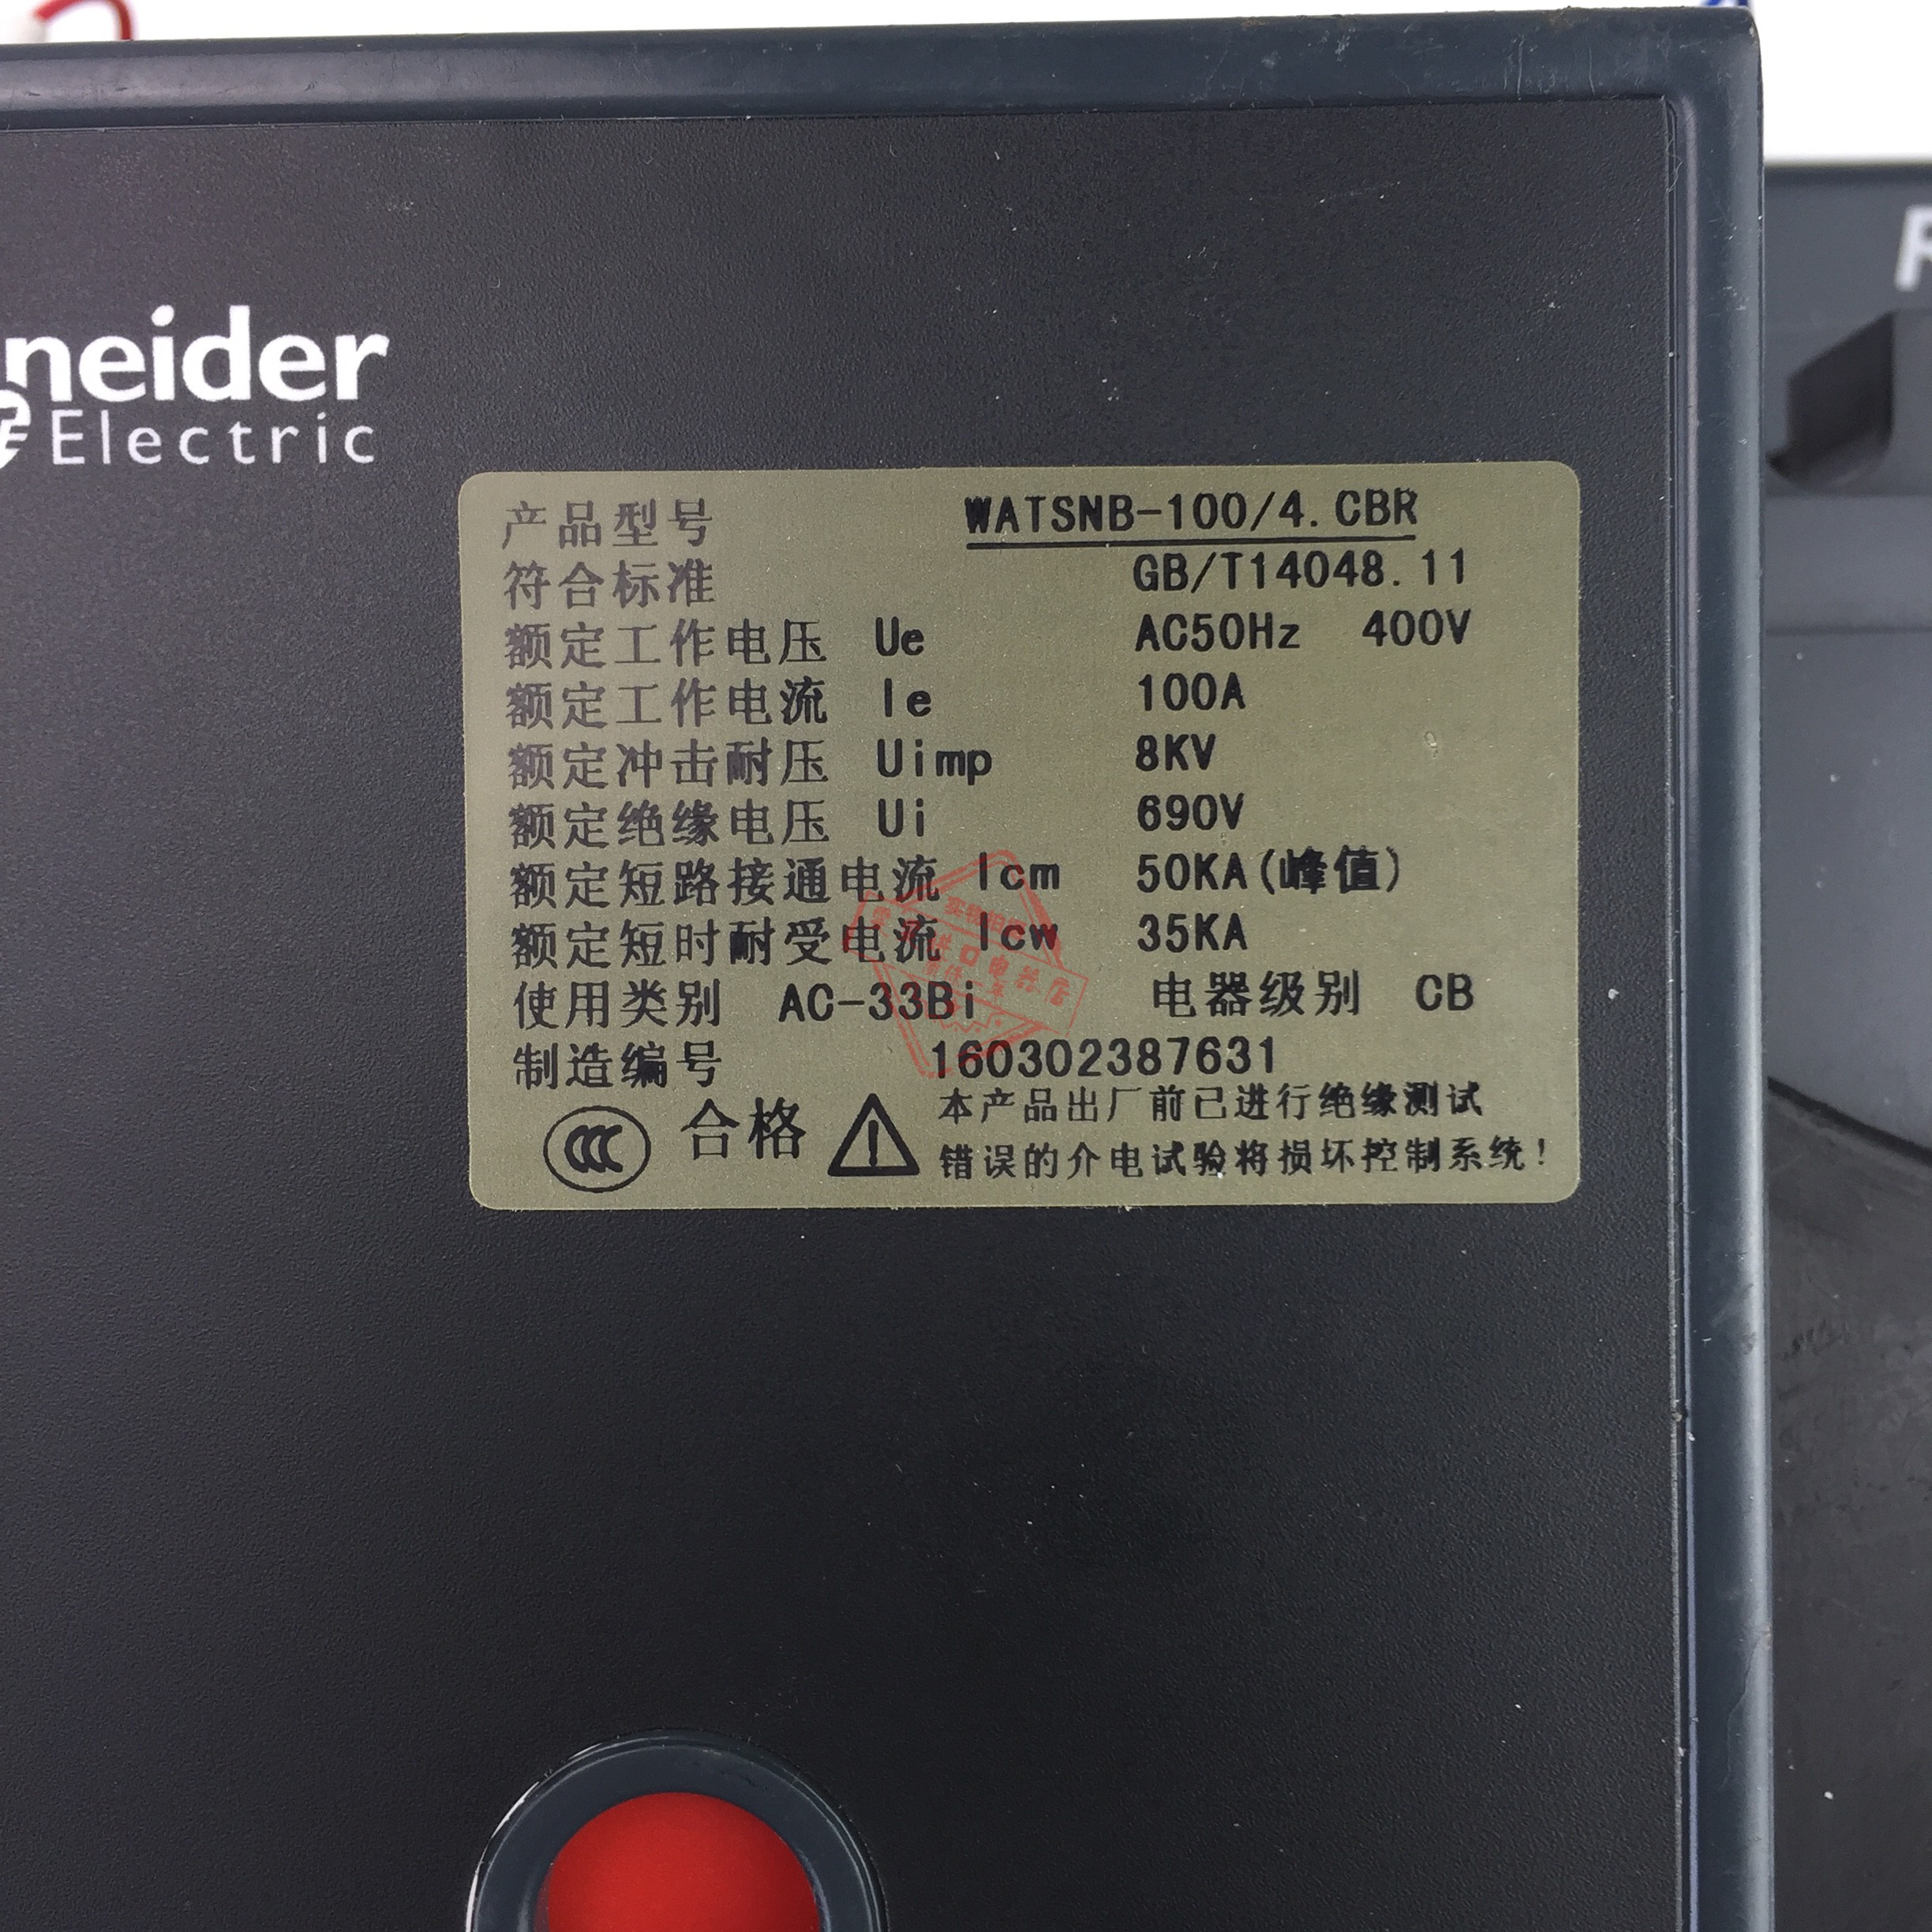 neider
Electric
产品型号 WATSNB-100/4.CBR
符合标准 GB/T14048.11
额定工作电压 Ue AC50Hz 400V
额定工作电流 Ie 100A
额定冲击耐压 Uimp 8KV
额定绝缘电压 Ui 690V
额定短路接通电流 Icm 50KA(峰值)
额定短时耐受电流 Icw 35KA
使用类别 AC-33Bi 电器级别 CB
制造编号 160302387631
CCC 合格 本产品出厂前已进行绝缘测试
错误的介电试验将损坏控制系统!